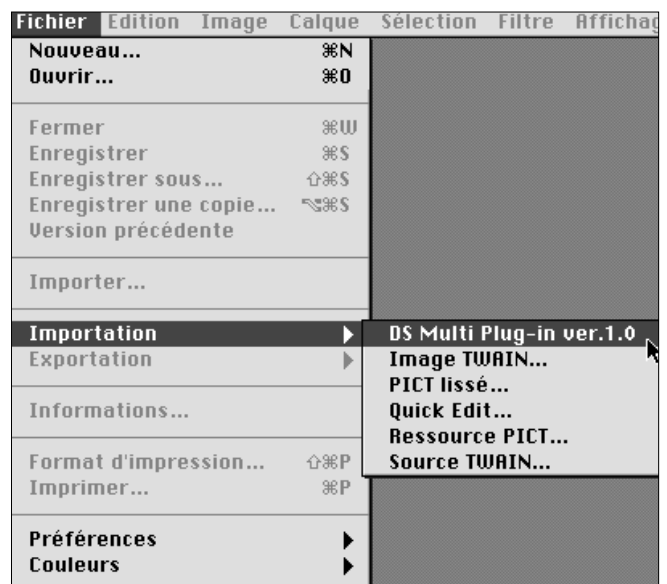 Fichier Edition Image Calque Sélection Filtre Affichag
Nouveau... ⌘N
Ouvrir... ⌘O
Fermer ⌘W
Enregistrer ⌘S
Enregistrer sous... ⇧⌘S
Enregistrer une copie... ⌥⌘S
Version précédente
Importer...
Importation ▶
Exportation ▶
Informations...
Format d'impression... ⇧⌘P
Imprimer... ⌘P
Préférences ▶
Couleurs ▶
DS Multi Plug-in ver.1.0
Image TWAIN...
PICT lissé...
Quick Edit...
Ressource PICT...
Source TWAIN...